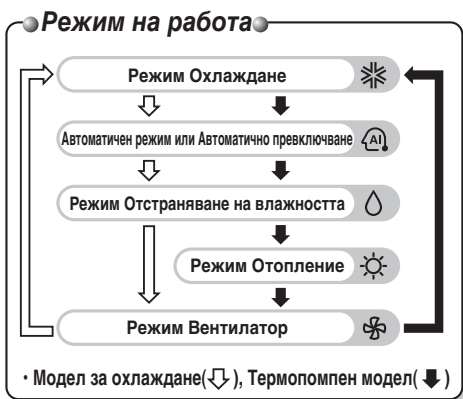 Режим на работа
Режим Охлаждане
Автоматичен режим или Автоматично превключване
AI
Режим Отстраняване на влажността
Режим Отопление
Режим Вентилатор
· Модел за охлаждане(⇩), Термопомпен модел(🡇)